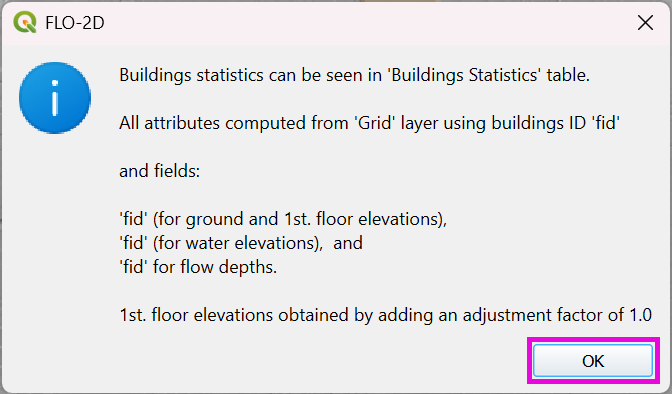 FLO-2D
Buildings statistics can be seen in 'Buildings Statistics' table.
All attributes computed from 'Grid' layer using buildings ID 'fid'
and fields:
'fid' (for ground and 1st. floor elevations),
'fid' (for water elevations),  and
'fid' for flow depths.
1st. floor elevations obtained by adding an adjustment factor of 1.0
OK